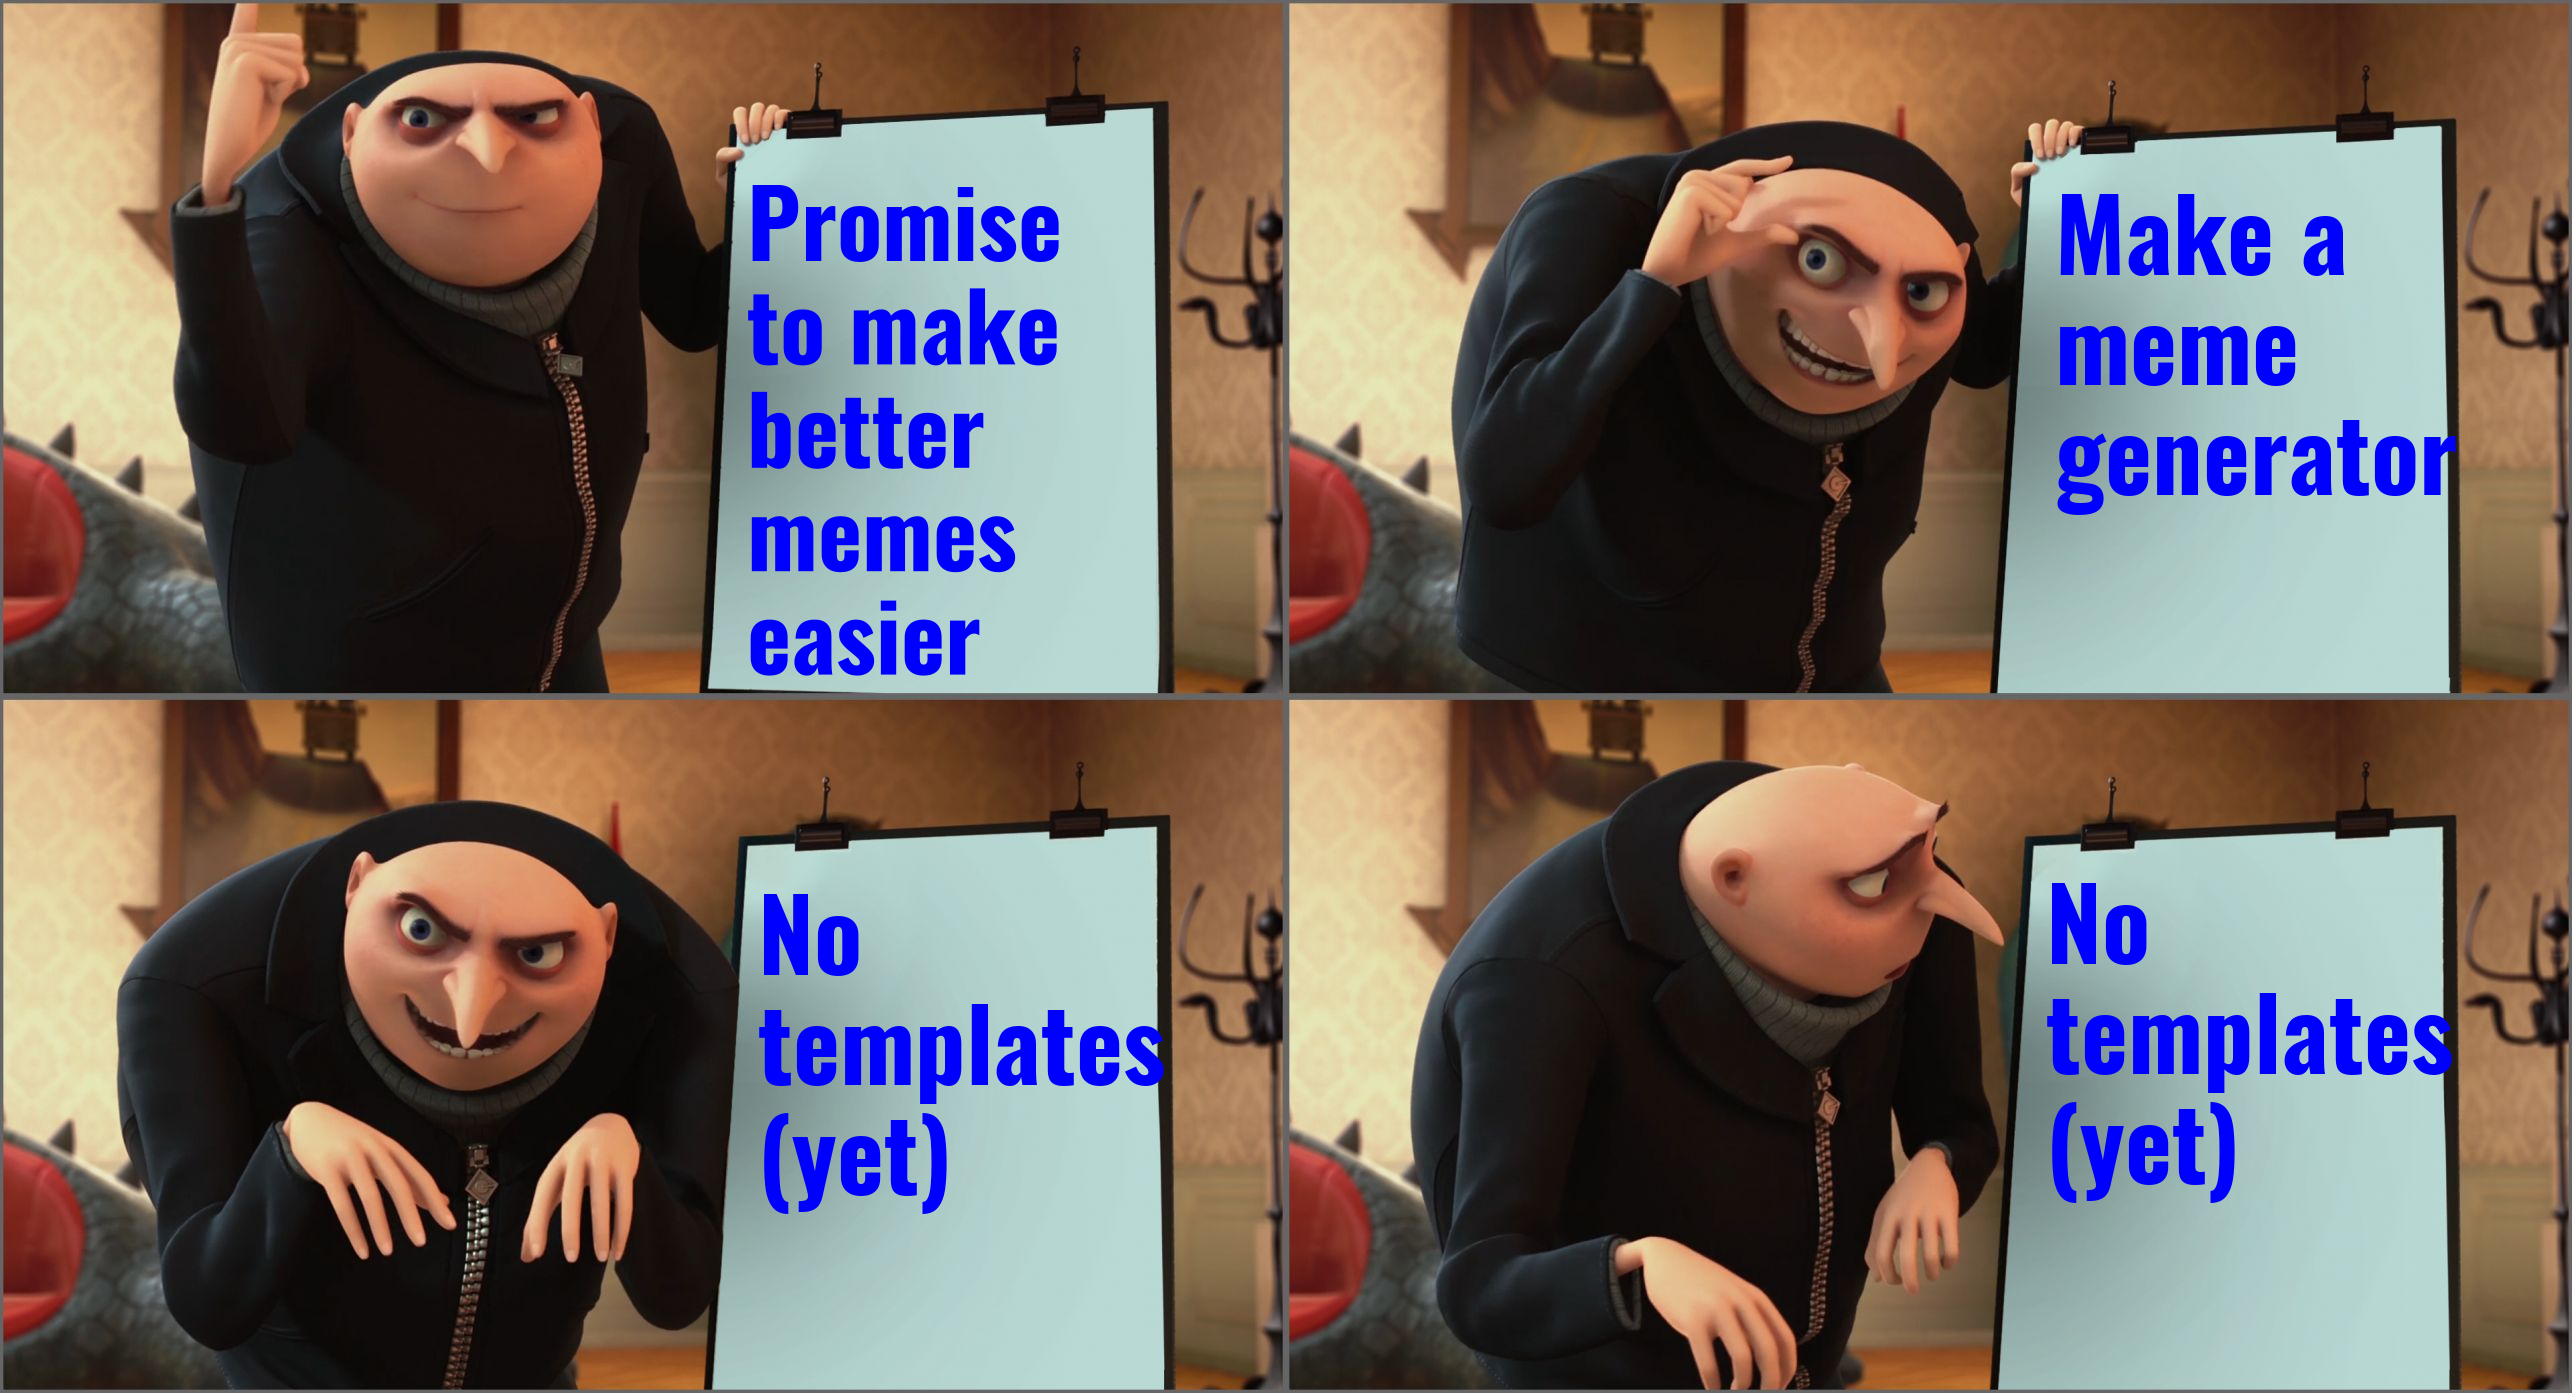 Promise
to make
better
memes
easier
Make a
meme
generator
No
templates
(yet)
No
templates
(yet)